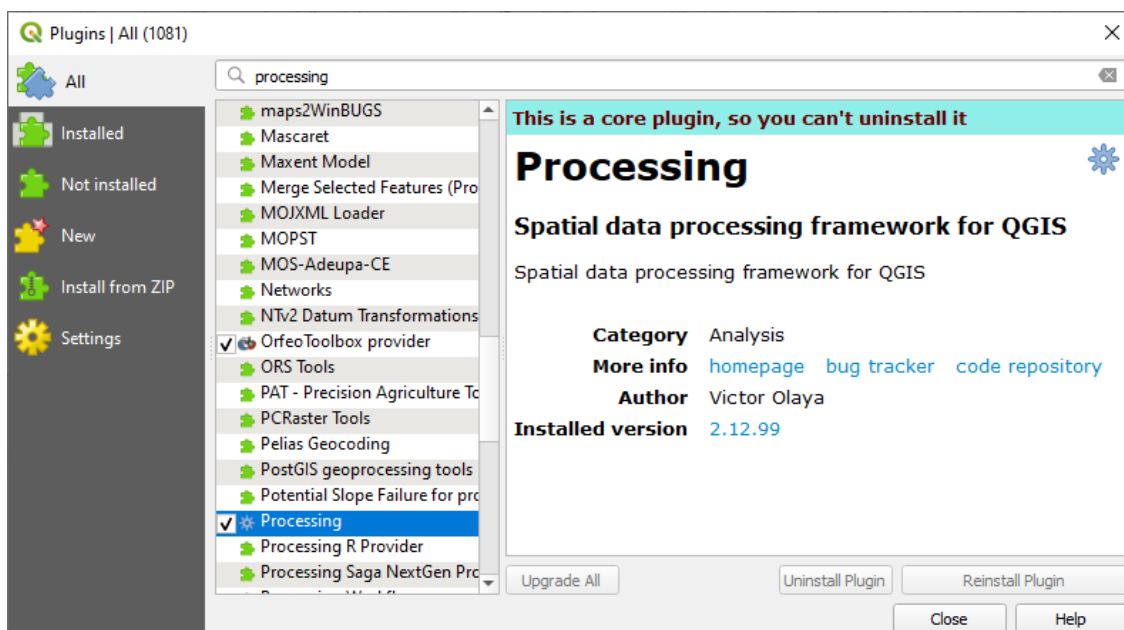 Plugins | All (1081)
All
Installed
Not installed
New
Install from ZIP
Settings
processing
maps2WinBUGS
Mascaret
Maxent Model
Merge Selected Features (Pro
MOJXML Loader
MOPST
MOS-Adeupa-CE
Networks
NTv2 Datum Transformations
OrfeoToolbox provider
ORS Tools
PAT - Precision Agriculture To
PCRaster Tools
Pelias Geocoding
PostGIS geoprocessing tools
Potential Slope Failure for pro
Processing
Processing R Provider
Processing Saga NextGen Pro
This is a core plugin, so you can't uninstall it
Processing
Spatial data processing framework for QGIS
Spatial data processing framework for QGIS
Category Analysis
More info homepage bug tracker code repository
Author Victor Olaya
Installed version 2.12.99
Upgrade All Uninstall Plugin Reinstall Plugin
Close Help